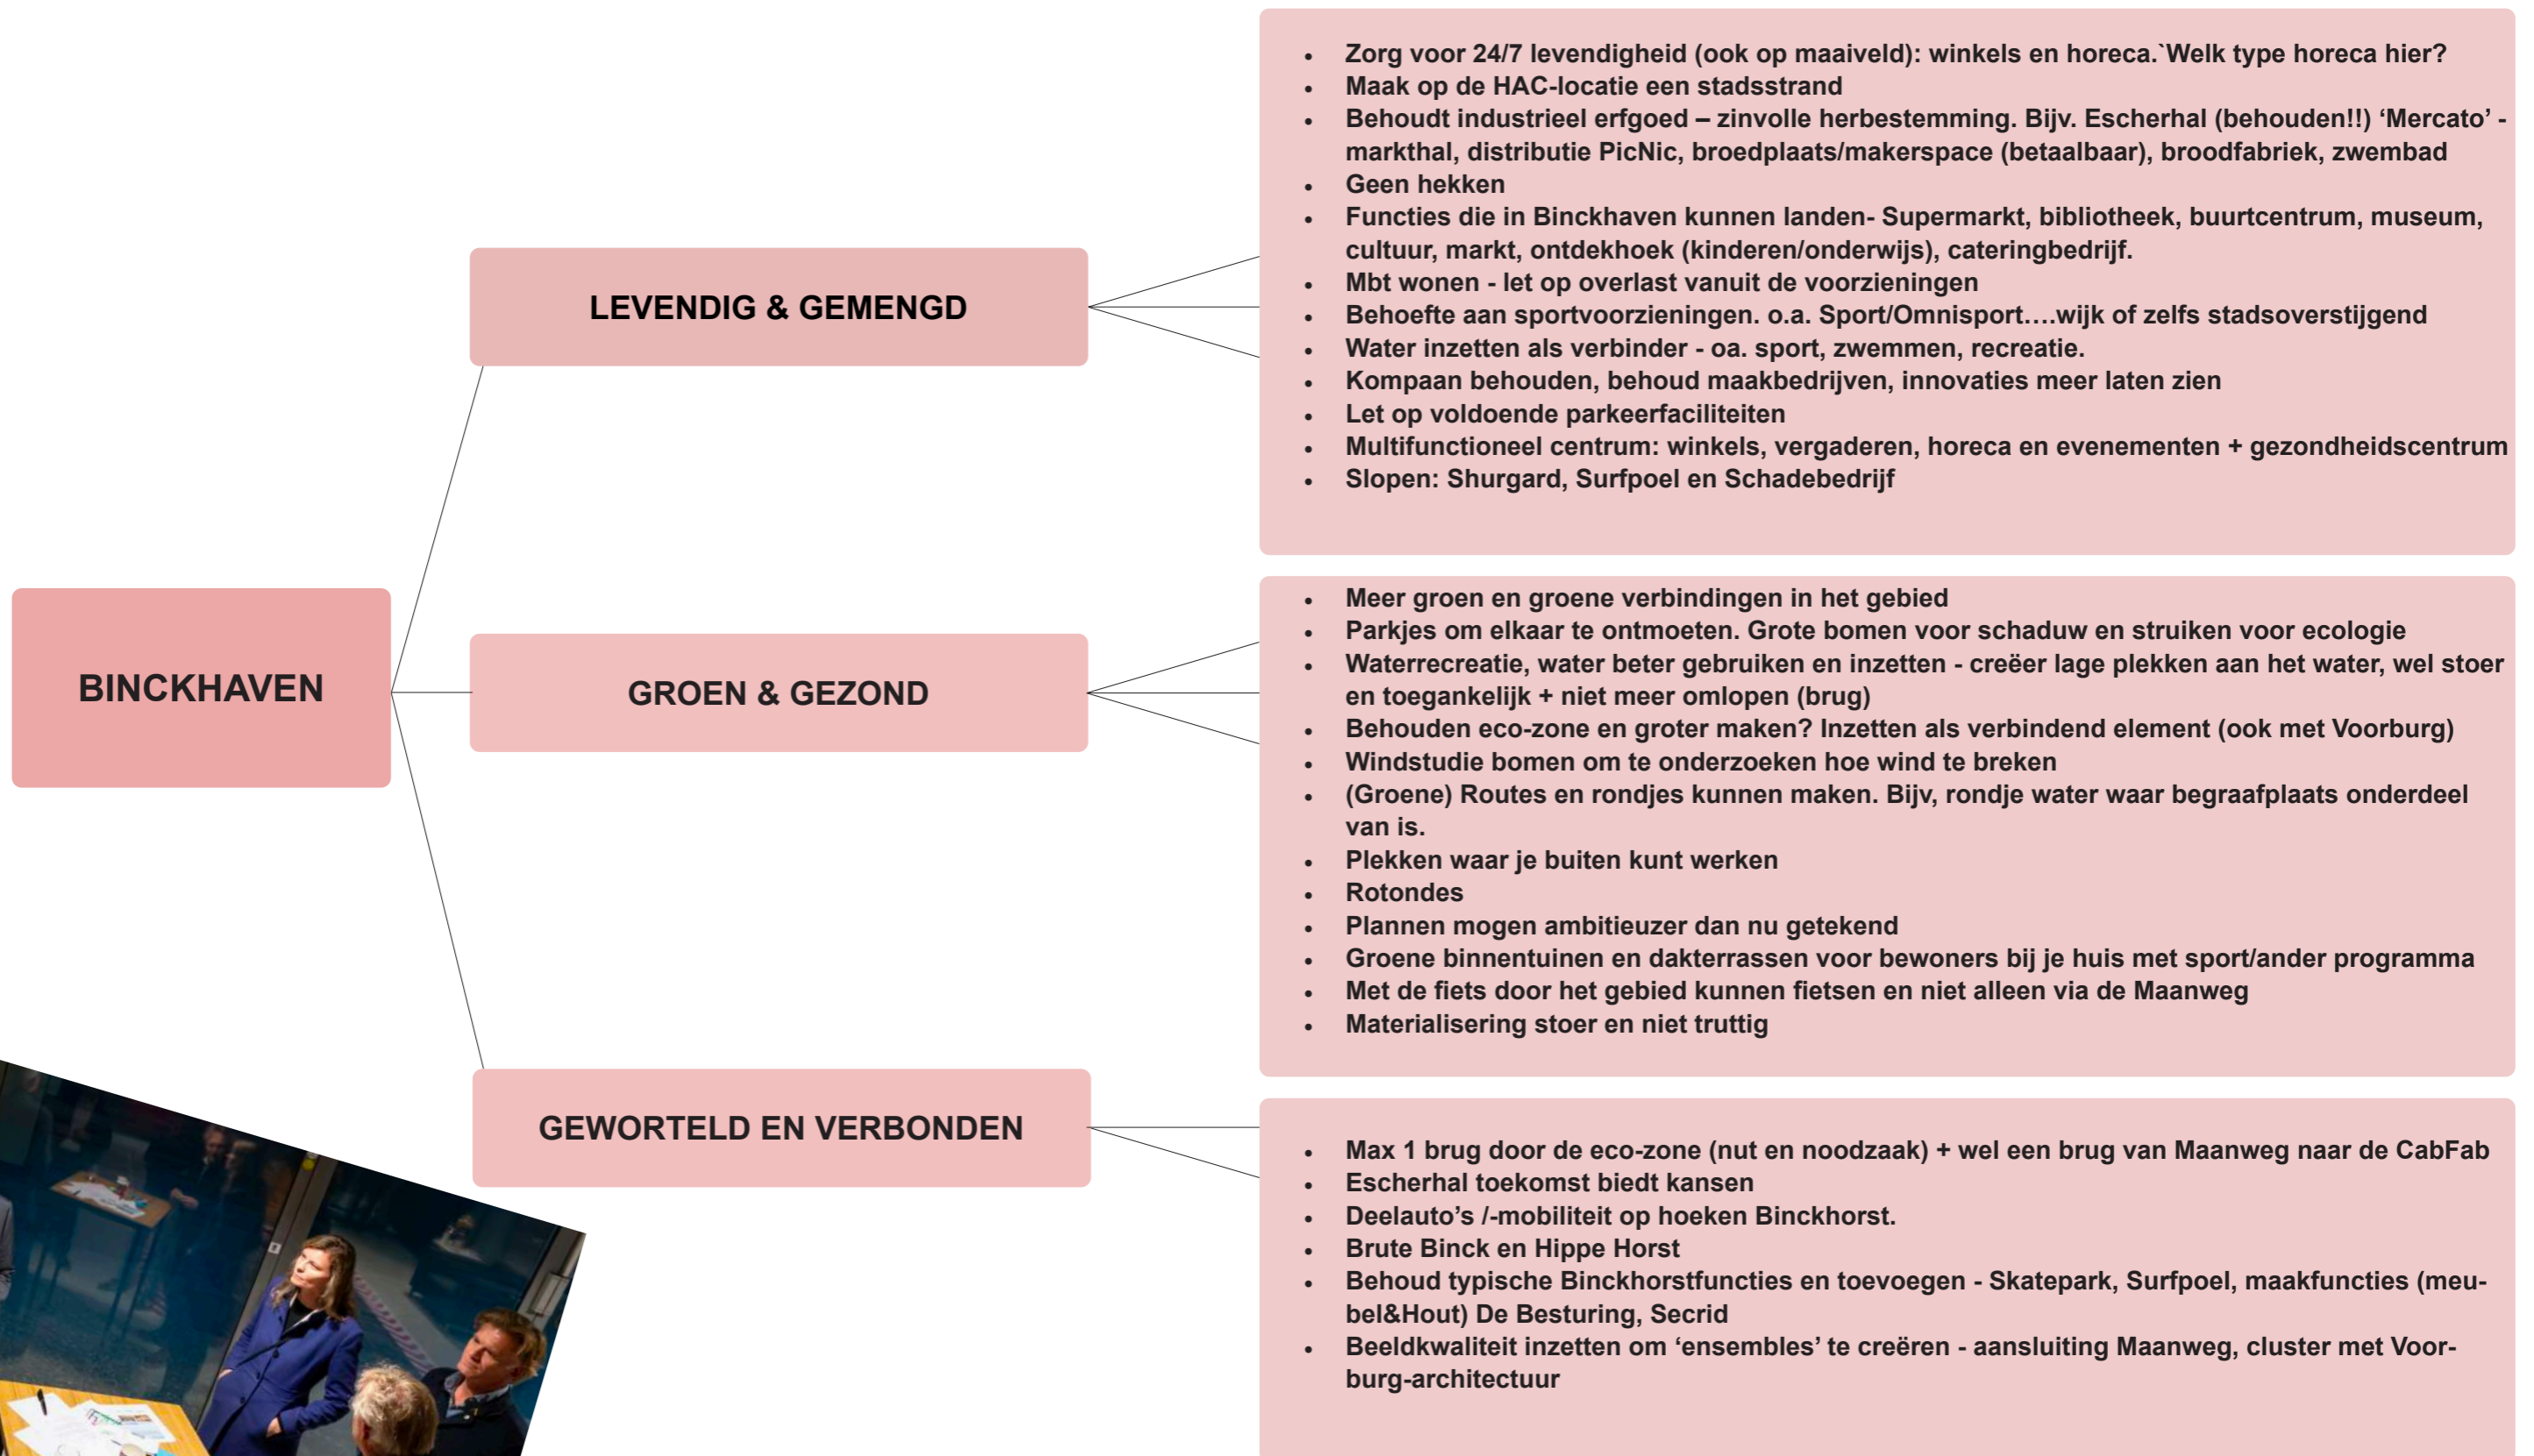 BINCKHAVEN
LEVENDIG & GEMENGD
• Zorg voor 24/7 levendigheid (ook op maaiveld): winkels en horeca.`Welk type horeca hier?
• Maak op de HAC-locatie een stadsstrand
• Behoudt industrieel erfgoed – zinvolle herbestemming. Bijv. Escherhal (behouden!!) ‘Mercato’ -
markthal, distributie PicNic, broedplaats/makerspace (betaalbaar), broodfabriek, zwembad
• Geen hekken
• Functies die in Binckhaven kunnen landen- Supermarkt, bibliotheek, buurtcentrum, museum,
cultuur, markt, ontdekhoek (kinderen/onderwijs), cateringbedrijf.
• Mbt wonen - let op overlast vanuit de voorzieningen
• Behoefte aan sportvoorzieningen. o.a. Sport/Omnisport….wijk of zelfs stadsoverstijgend
• Water inzetten als verbinder - oa. sport, zwemmen, recreatie.
• Kompaan behouden, behoud maakbedrijven, innovaties meer laten zien
• Let op voldoende parkeerfaciliteiten
• Multifunctioneel centrum: winkels, vergaderen, horeca en evenementen + gezondheidscentrum
• Slopen: Shurgard, Surfpoel en Schadebedrijf
GROEN & GEZOND
• Meer groen en groene verbindingen in het gebied
• Parkjes om elkaar te ontmoeten. Grote bomen voor schaduw en struiken voor ecologie
• Waterrecreatie, water beter gebruiken en inzetten - creëer lage plekken aan het water, wel stoer
en toegankelijk + niet meer omlopen (brug)
• Behouden eco-zone en groter maken? Inzetten als verbindend element (ook met Voorburg)
• Windstudie bomen om te onderzoeken hoe wind te breken
• (Groene) Routes en rondjes kunnen maken. Bijv, rondje water waar begraafplaats onderdeel
van is.
• Plekken waar je buiten kunt werken
• Rotondes
• Plannen mogen ambitieuzer dan nu getekend
• Groene binnentuinen en dakterrassen voor bewoners bij je huis met sport/ander programma
• Met de fiets door het gebied kunnen fietsen en niet alleen via de Maanweg
• Materialisering stoer en niet truttig
GEWORTELD EN VERBONDEN
• Max 1 brug door de eco-zone (nut en noodzaak) + wel een brug van Maanweg naar de CabFab
• Escherhal toekomst biedt kansen
• Deelauto’s /-mobiliteit op hoeken Binckhorst.
• Brute Binck en Hippe Horst
• Behoud typische Binckhorstfuncties en toevoegen - Skatepark, Surfpoel, maakfuncties (meu-
bel&Hout) De Besturing, Secrid
• Beeldkwaliteit inzetten om ‘ensembles’ te creëren - aansluiting Maanweg, cluster met Voor-
burg-architectuur